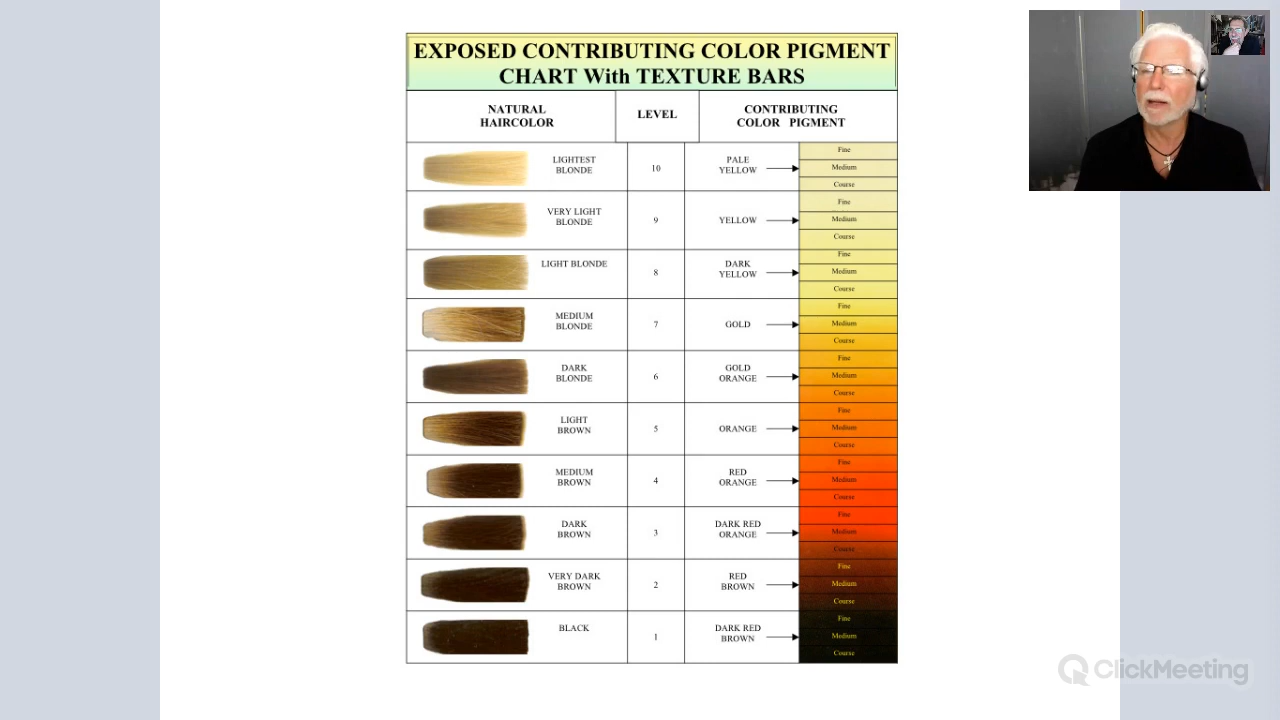 EXPOSED CONTRIBUTING COLOR PIGMENT
CHART With TEXTURE BARS
NATURAL
HAIRCOLOR
LEVEL
CONTRIBUTING
COLOR PIGMENT
LIGHTEST
BLONDE
10
PALE
YELLOW
Fine
Medium
Course
VERY LIGHT
BLONDE
9
YELLOW
Fine
Medium
Course
LIGHT BLONDE
8
DARK
YELLOW
Fine
Medium
Course
MEDIUM
BLONDE
7
GOLD
Fine
Medium
Course
DARK
BLONDE
6
GOLD
ORANGE
Fine
Medium
Course
LIGHT
BROWN
5
ORANGE
Fine
Medium
Course
MEDIUM
BROWN
4
RED
ORANGE
Fine
Medium
Course
DARK
BROWN
3
DARK RED
ORANGE
Fine
Medium
Course
VERY DARK
BROWN
2
RED
BROWN
Fine
Medium
Course
BLACK
1
DARK RED
BROWN
Fine
Medium
Course
ClickMeeting